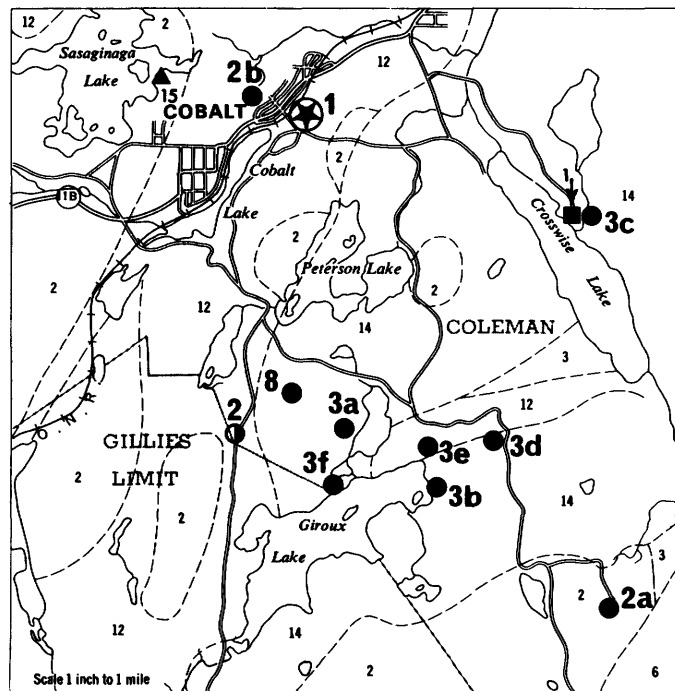 12
2
Sasaginaga
Lake
15
2b
COBALT
1
12
2
Cobalt
Lake
11B
1
14
3c
Crosswise
Lake
2
2
Peterson Lake
2
12
14
COLEMAN
3
8
12
3a
2
3e
3d
GILLIES
LIMIT
3f
3b
2
2
Giroux
Lake
14
3
2
2a
12
14
2
6
O.N.R.
Scale 1 inch to 1 mile